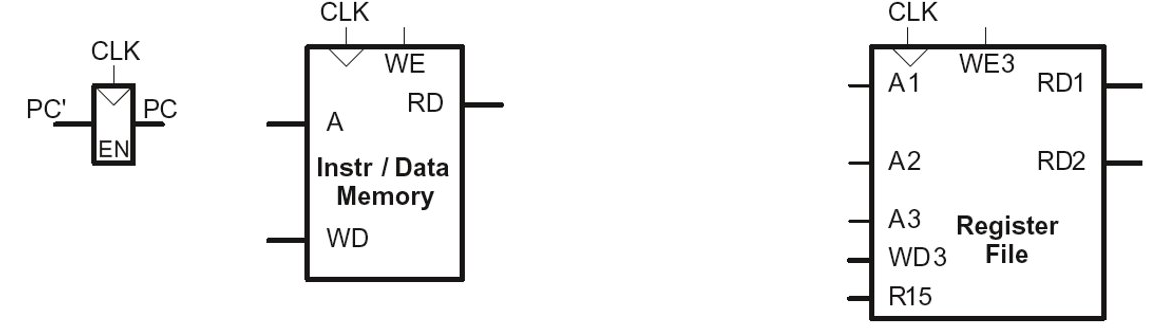 CLK
PC'
PC
EN
CLK
WE
RD
A
Instr / Data
Memory
WD
CLK
WE3
A1
RD1
A2
RD2
A3
Register
File
WD3
R15